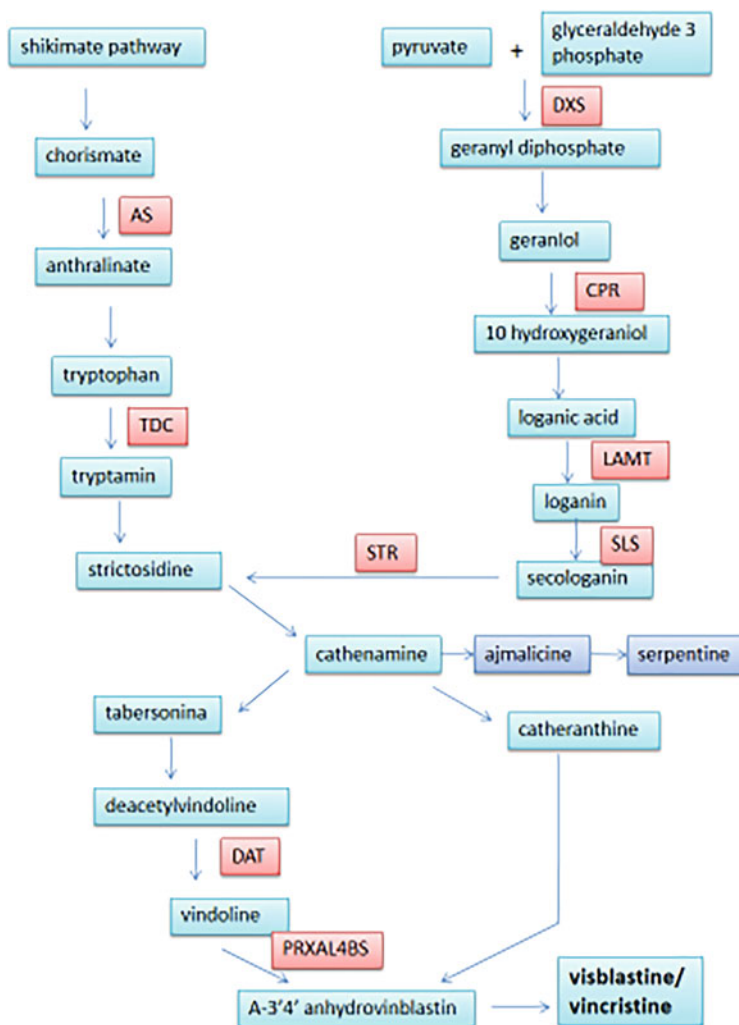 shikimate pathway
pyruvate
+
glyceraldehyde 3
phosphate
DXS
chorismate
geranyl diphosphate
AS
geraniol
anthralinate
CPR
10 hydroxygeraniol
tryptophan
loganic acid
TDC
LAMT
tryptamin
loganin
STR
SLS
strictosidine
secologanin
cathenamine
ajmalicine
serpentine
tabersonina
catheranthine
deacetylvindoline
DAT
vindoline
PRXAL4BS
A-3'4' anhydrovinblastin
visblastine/
vincristine